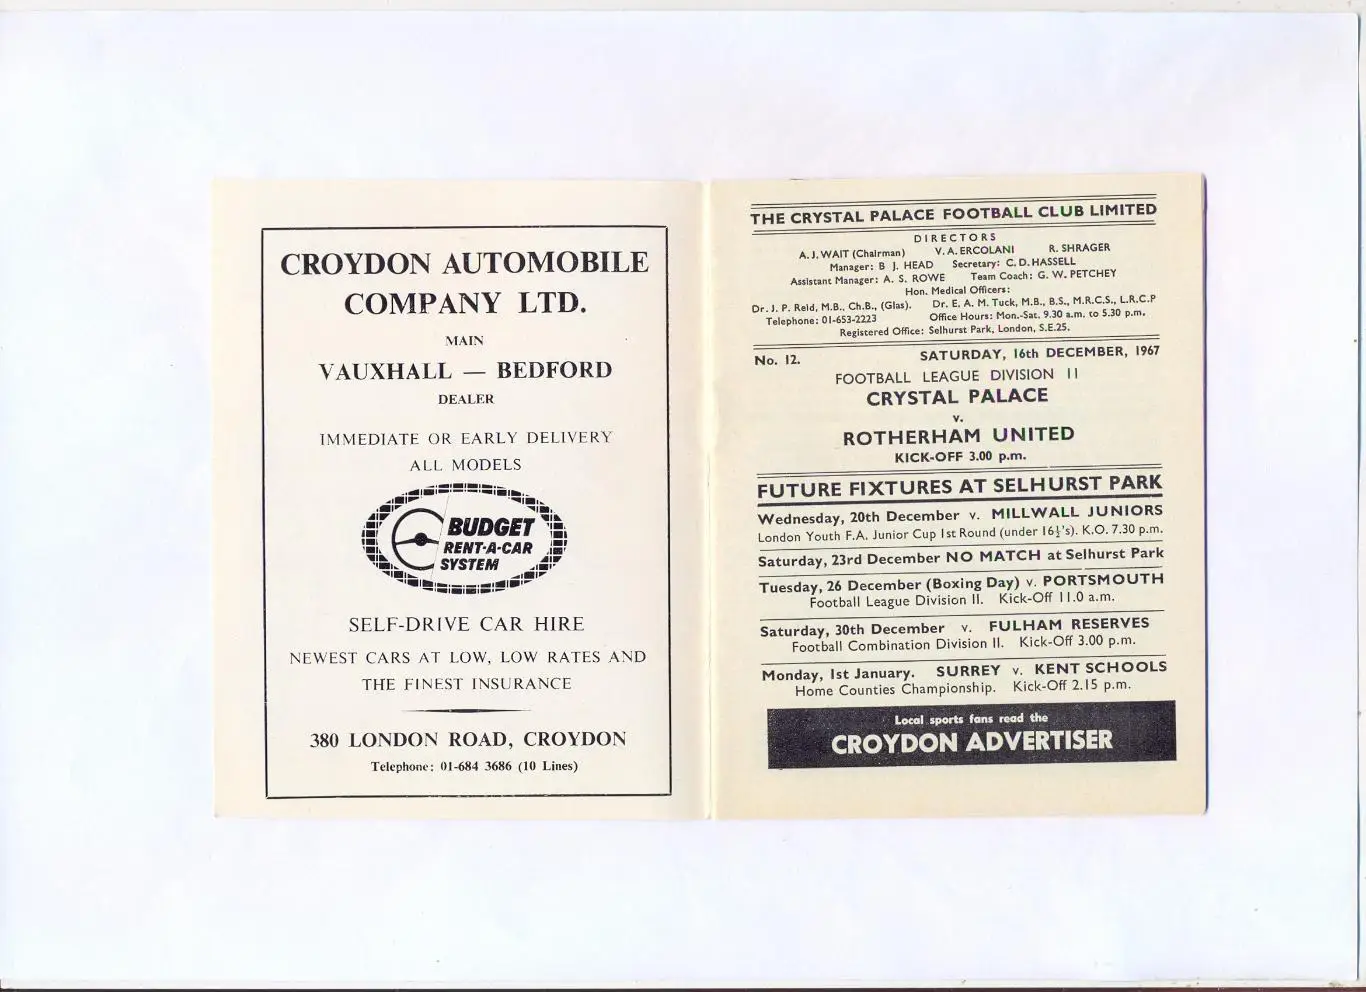 CROYDON AUTOMOBILE
COMPANY LTD.
MAIN
VAUXHALL — BEDFORD
DEALER
IMMEDIATE OR EARLY DELIVERY
ALL MODELS
BUDGET
RENT-A-CAR
SYSTEM
SELF-DRIVE CAR HIRE
NEWEST CARS AT LOW, LOW RATES AND
THE FINEST INSURANCE
380 LONDON ROAD, CROYDON
Telephone: 01-684 3686 (10 Lines)
THE CRYSTAL PALACE FOOTBALL CLUB LIMITED
DIRECTORS
A. J. WAIT (Chairman) V. A. ERCOLANI R. SHRAGER
Manager: B J. HEAD Secretary: C. D. HASSELL
Assistant Manager: A. S. ROWE Team Coach: G. W. PETCHEY
Hon. Medical Officers:
Dr. J. P. Reid, M.B., Ch.B., (Glas). Dr. E. A. M. Tuck, M.B., B.S., M.R.C.S., L.R.C.P
Telephone: 01-653-2223 Office Hours: Mon.-Sat. 9.30 a.m. to 5.30 p.m.
Registered Office: Selhurst Park, London, S.E.25.
No. 12. SATURDAY, 16th DECEMBER, 1967
FOOTBALL LEAGUE DIVISION II
CRYSTAL PALACE
v.
ROTHERHAM UNITED
KICK-OFF 3.00 p.m.
FUTURE FIXTURES AT SELHURST PARK
Wednesday, 20th December v. MILLWALL JUNIORS
London Youth F.A. Junior Cup 1st Round (under 16½'s). K.O. 7.30 p.m.
Saturday, 23rd December NO MATCH at Selhurst Park
Tuesday, 26 December (Boxing Day) v. PORTSMOUTH
Football League Division II. Kick-Off 11.0 a.m.
Saturday, 30th December v. FULHAM RESERVES
Football Combination Division II. Kick-Off 3.00 p.m.
Monday, 1st January. SURREY v. KENT SCHOOLS
Home Counties Championship. Kick-Off 2.15 p.m.
Local sports fans read the
CROYDON ADVERTISER